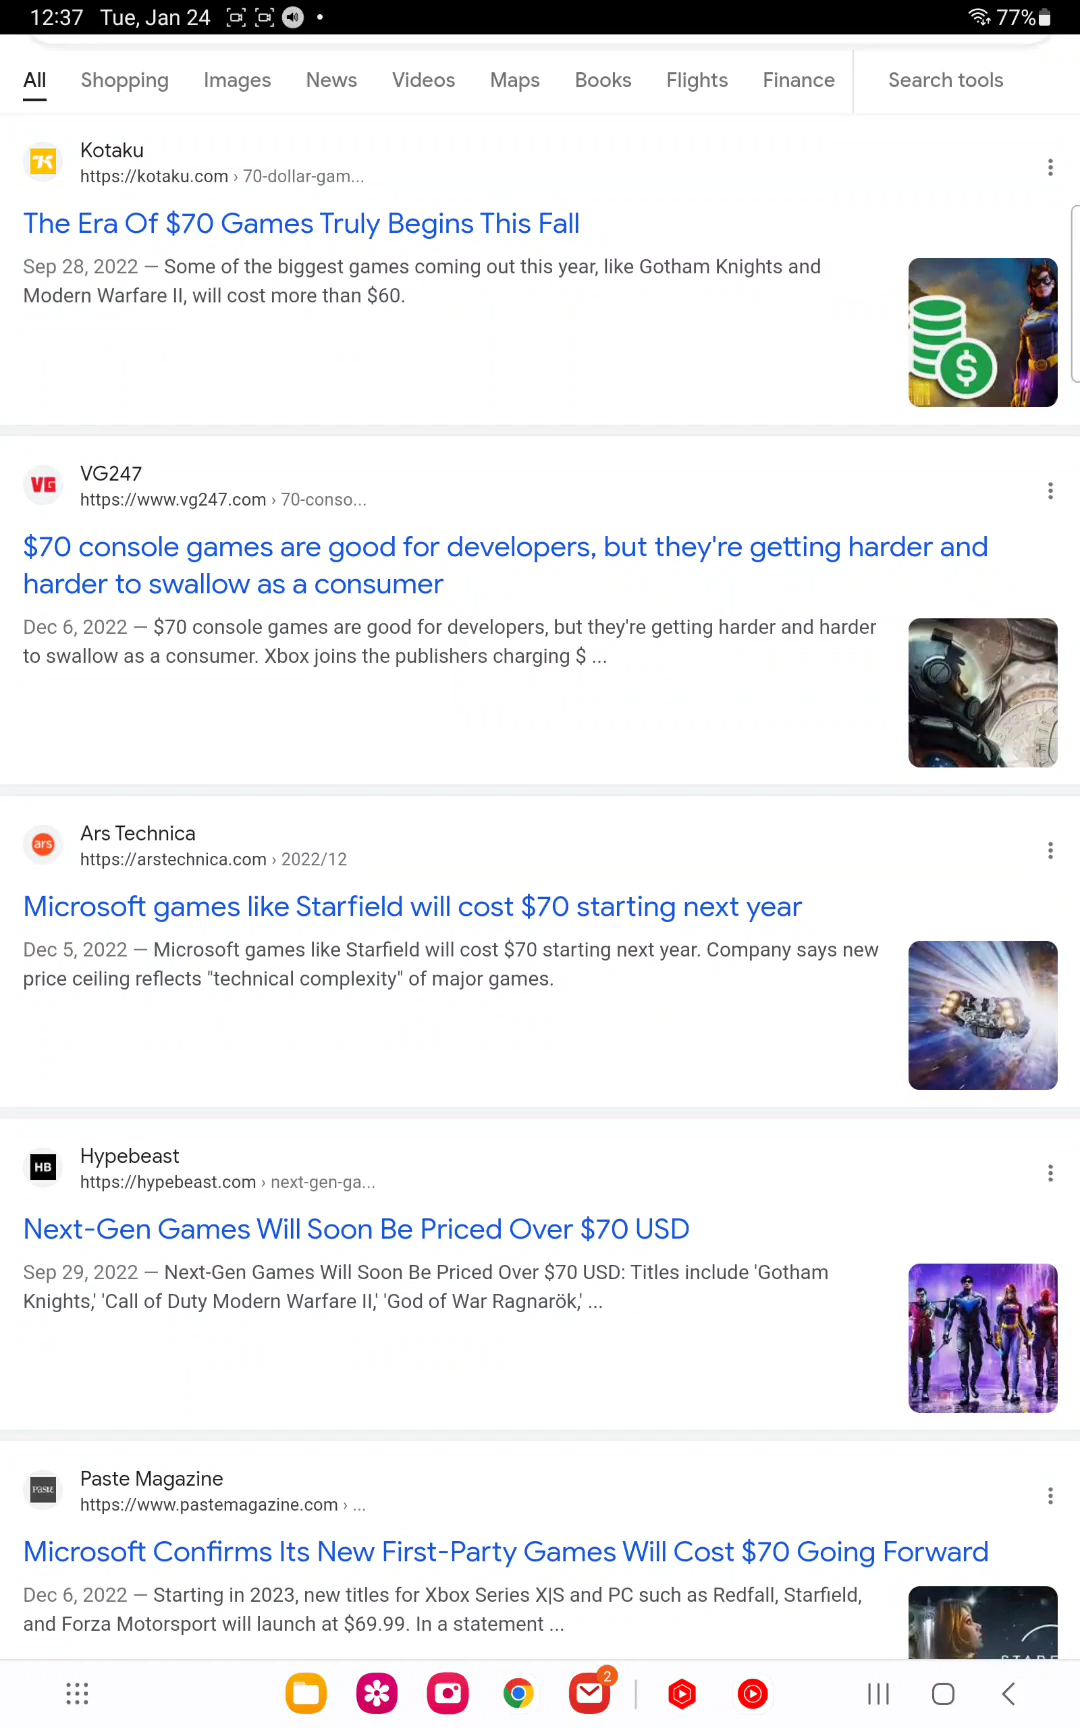 12:37 Tue, Jan 24 77%
All Shopping Images News Videos Maps Books Flights Finance Search tools
Kotaku
https://kotaku.com › 70-dollar-gam...
The Era Of $70 Games Truly Begins This Fall
Sep 28, 2022 — Some of the biggest games coming out this year, like Gotham Knights and
Modern Warfare II, will cost more than $60.
$
VG
VG247
https://www.vg247.com › 70-conso...
$70 console games are good for developers, but they're getting harder and
harder to swallow as a consumer
Dec 6, 2022 — $70 console games are good for developers, but they're getting harder and harder
to swallow as a consumer. Xbox joins the publishers charging $ ...
ars
Ars Technica
https://arstechnica.com › 2022/12
Microsoft games like Starfield will cost $70 starting next year
Dec 5, 2022 — Microsoft games like Starfield will cost $70 starting next year. Company says new
price ceiling reflects "technical complexity" of major games.
HB
Hypebeast
https://hypebeast.com › next-gen-ga...
Next-Gen Games Will Soon Be Priced Over $70 USD
Sep 29, 2022 — Next-Gen Games Will Soon Be Priced Over $70 USD: Titles include 'Gotham
Knights,' 'Call of Duty Modern Warfare II,' 'God of War Ragnarök,' ...
Paste
Paste Magazine
https://www.pastemagazine.com › ...
Microsoft Confirms Its New First-Party Games Will Cost $70 Going Forward
Dec 6, 2022 — Starting in 2023, new titles for Xbox Series X|S and PC such as Redfall, Starfield,
and Forza Motorsport will launch at $69.99. In a statement ...
2